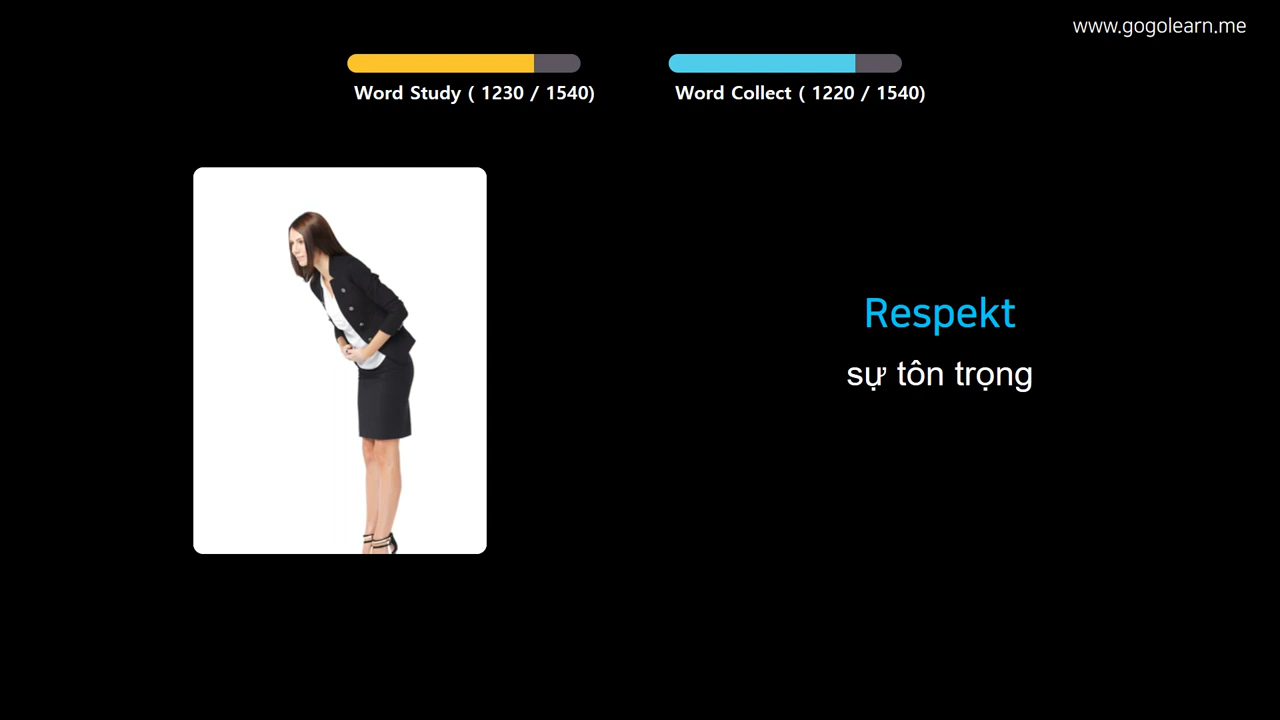 www.gogolearn.me
Word Study ( 1230 / 1540)
Word Collect ( 1220 / 1540)
Respekt
sự tôn trọng